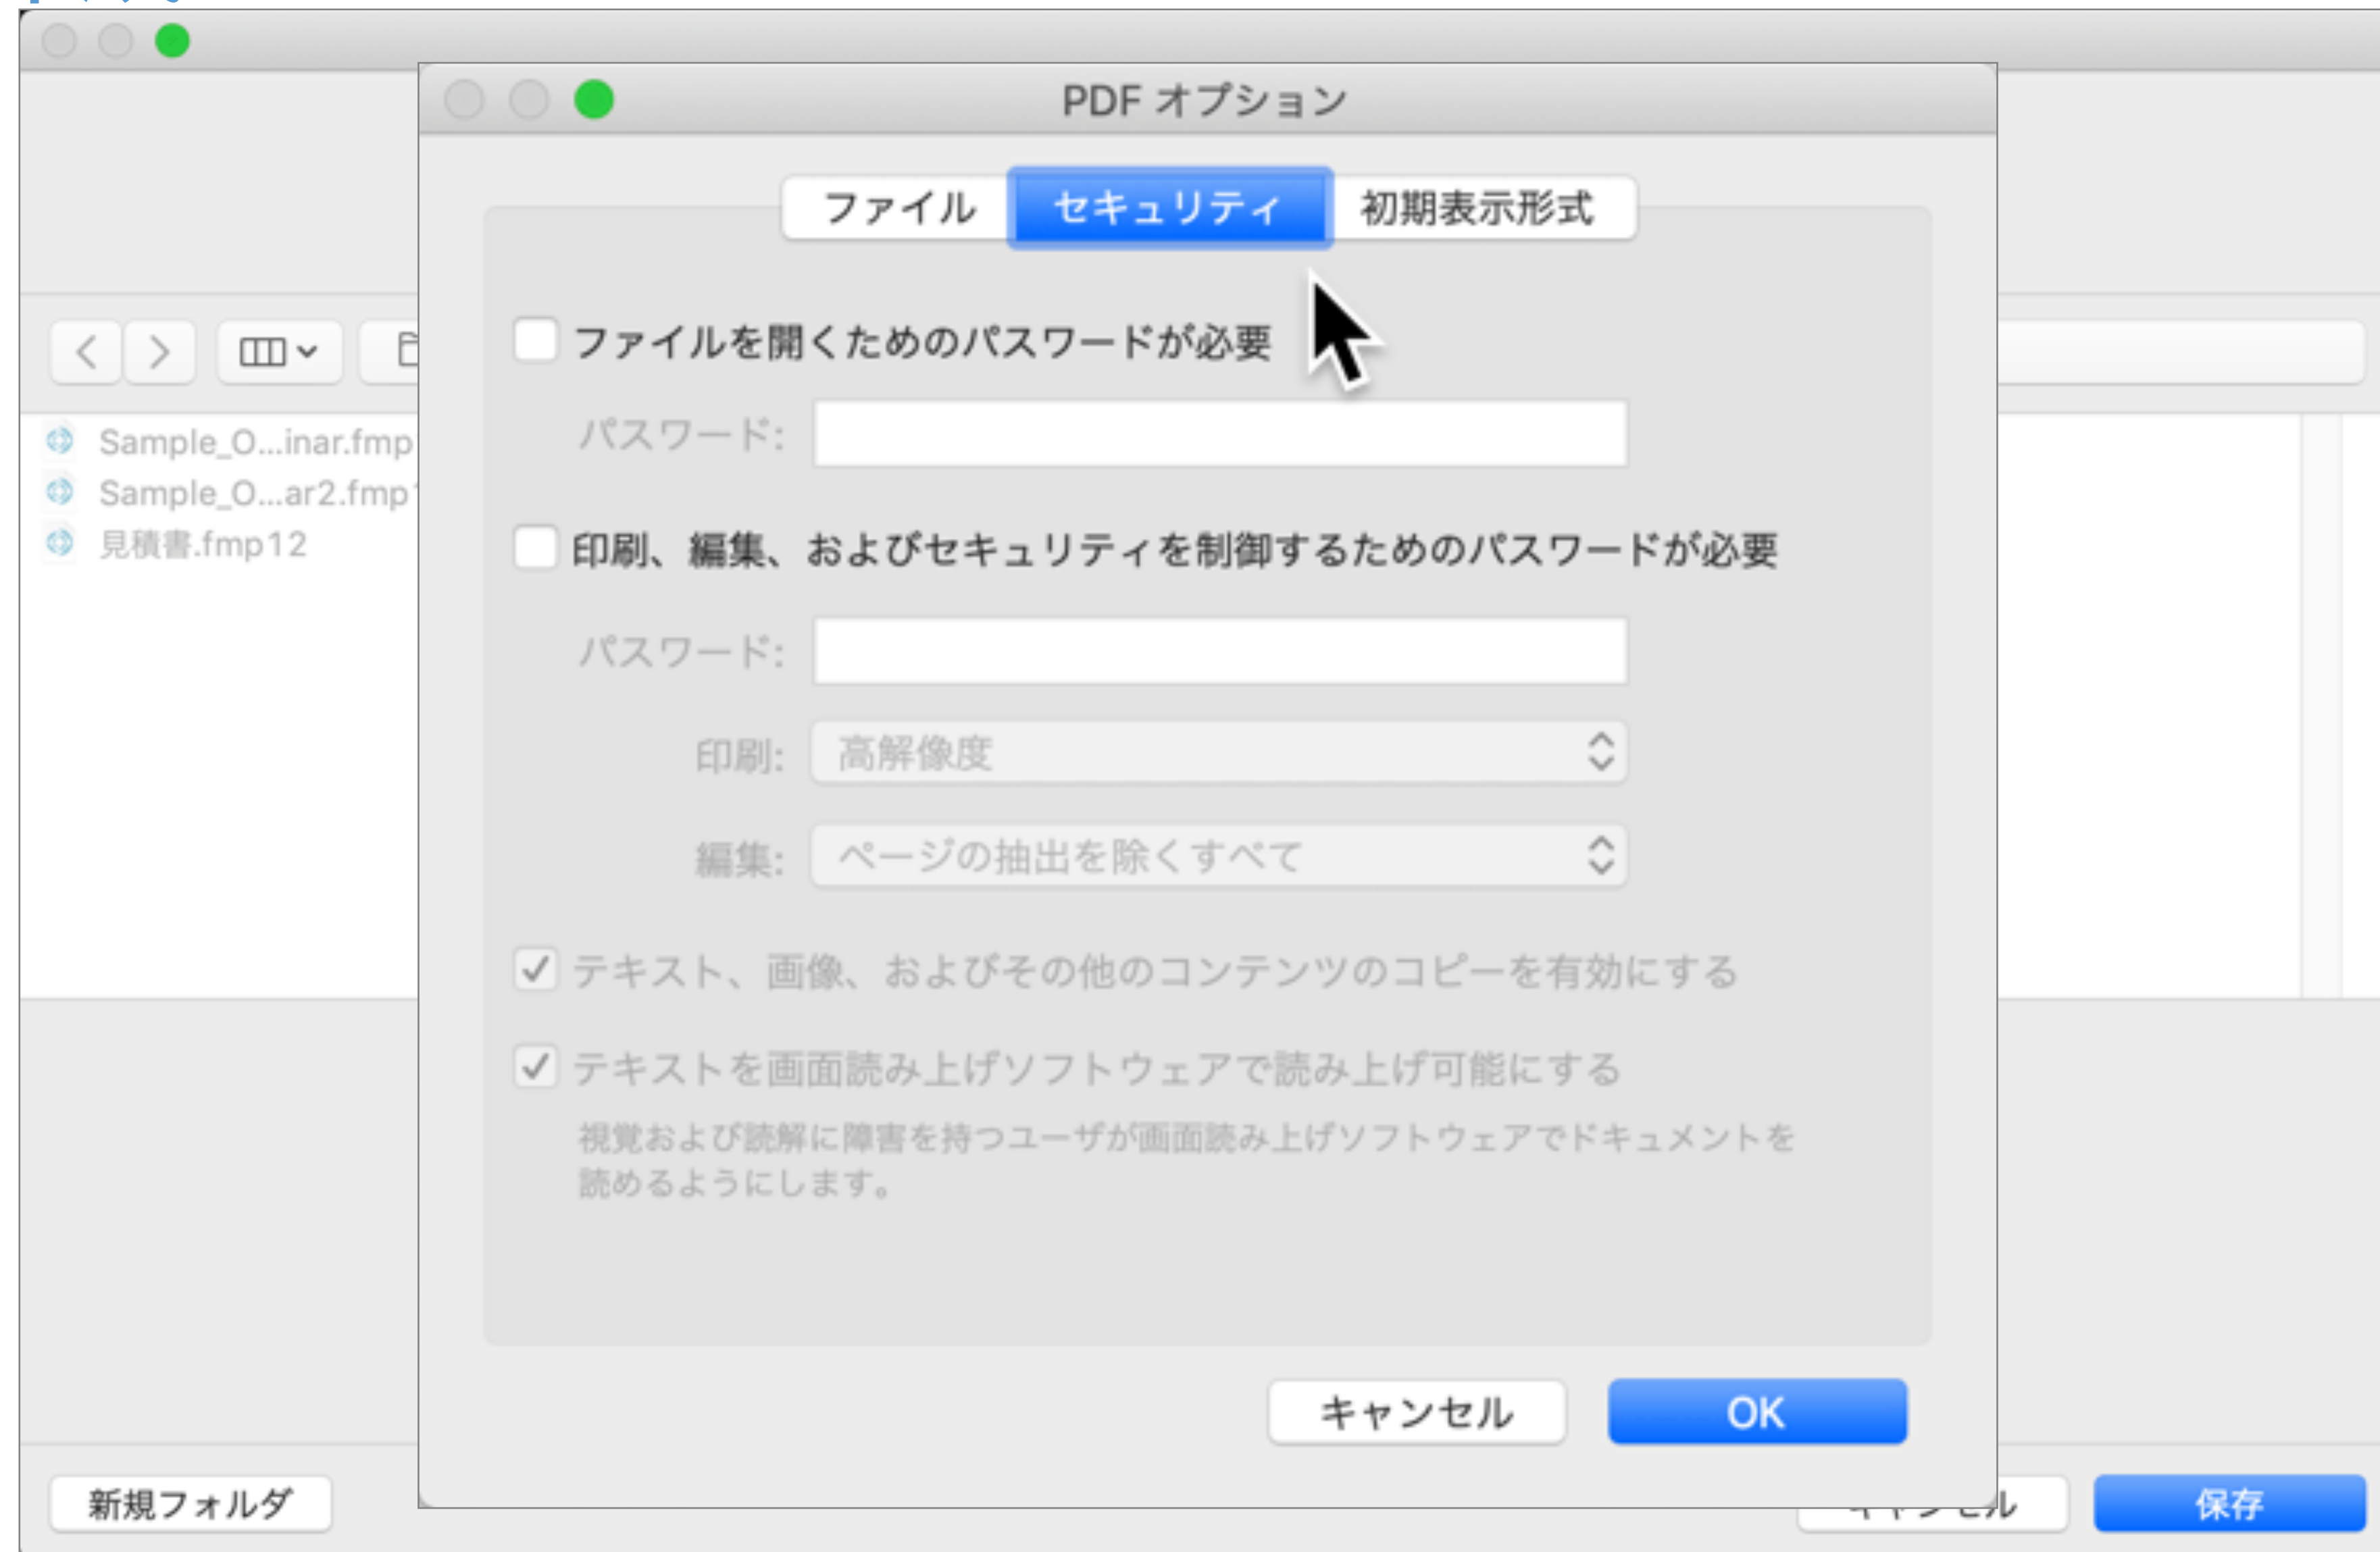 PDF オプション
ファイル セキュリティ 初期表示形式
ファイルを開くためのパスワードが必要
パスワード:
Sample_O...inar.fmp
Sample_O...ar2.fmp
見積書.fmp12
印刷、編集、およびセキュリティを制御するためのパスワードが必要
パスワード:
印刷: 高解像度
編集: ページの抽出を除くすべて
テキスト、画像、およびその他のコンテンツのコピーを有効にする
テキストを画面読み上げソフトウェアで読み上げ可能にする
視覚および読解に障害を持つユーザが画面読み上げソフトウェアでドキュメントを
読めるようにします。
キャンセル OK
新規フォルダ キャンセル 保存